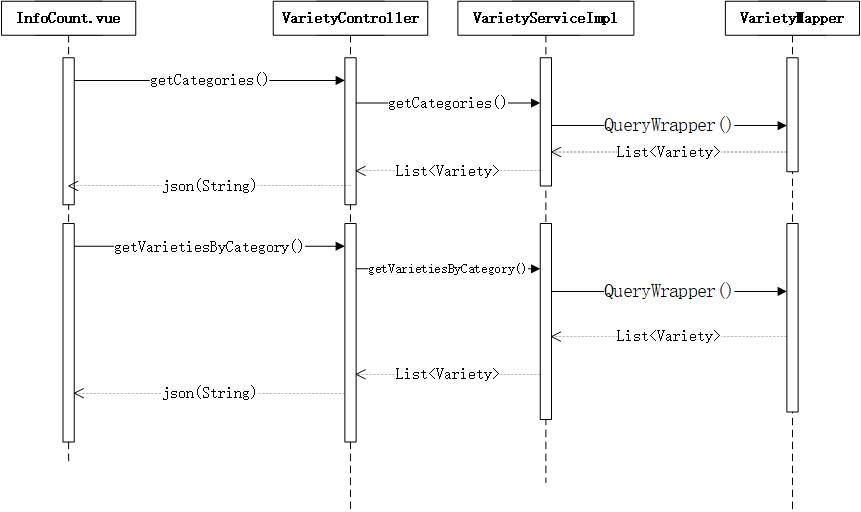 InfoCount.vue
VarietyController
VarietyServiceImpl
VarietyMapper
getCategories()
getCategories()
QueryWrapper()
List<Variety>
List<Variety>
json(String)
getVarietiesByCategory()
getVarietiesByCategory()
QueryWrapper()
List<Variety>
List<Variety>
json(String)